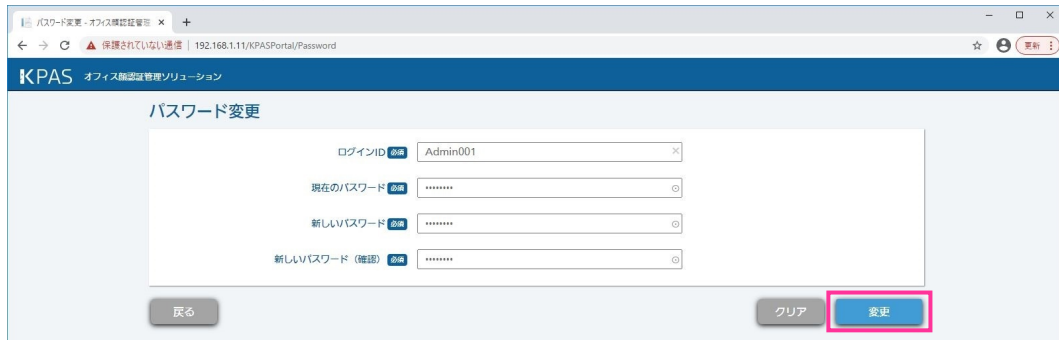 パスワード変更 - オフィス顔認証管理
保護されていない通信 | 192.168.1.11/KPASPortal/Password
更新
KPAS オフィス顔認証管理ソリューション
パスワード変更
ログインID 必須 Admin001
現在のパスワード 必須 ••••••••
新しいパスワード 必須 ••••••••
新しいパスワード（確認） 必須 ••••••••
戻る クリア 変更